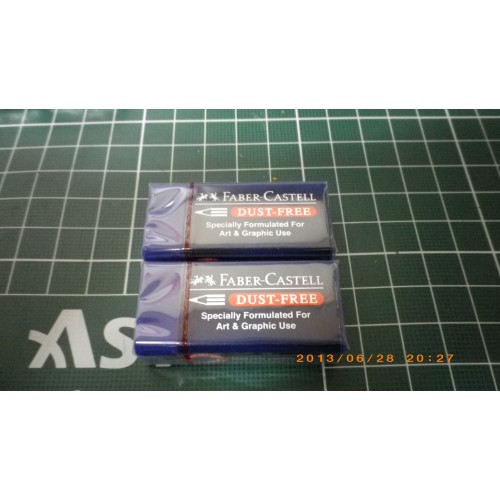 FABER-CASTELL
DUST-FREE
Specially Formulated For
Art & Graphic Use
FABER-CASTELL
DUST-FREE
Specially Formulated For
Art & Graphic Use
AS
2013/06/28 20:27